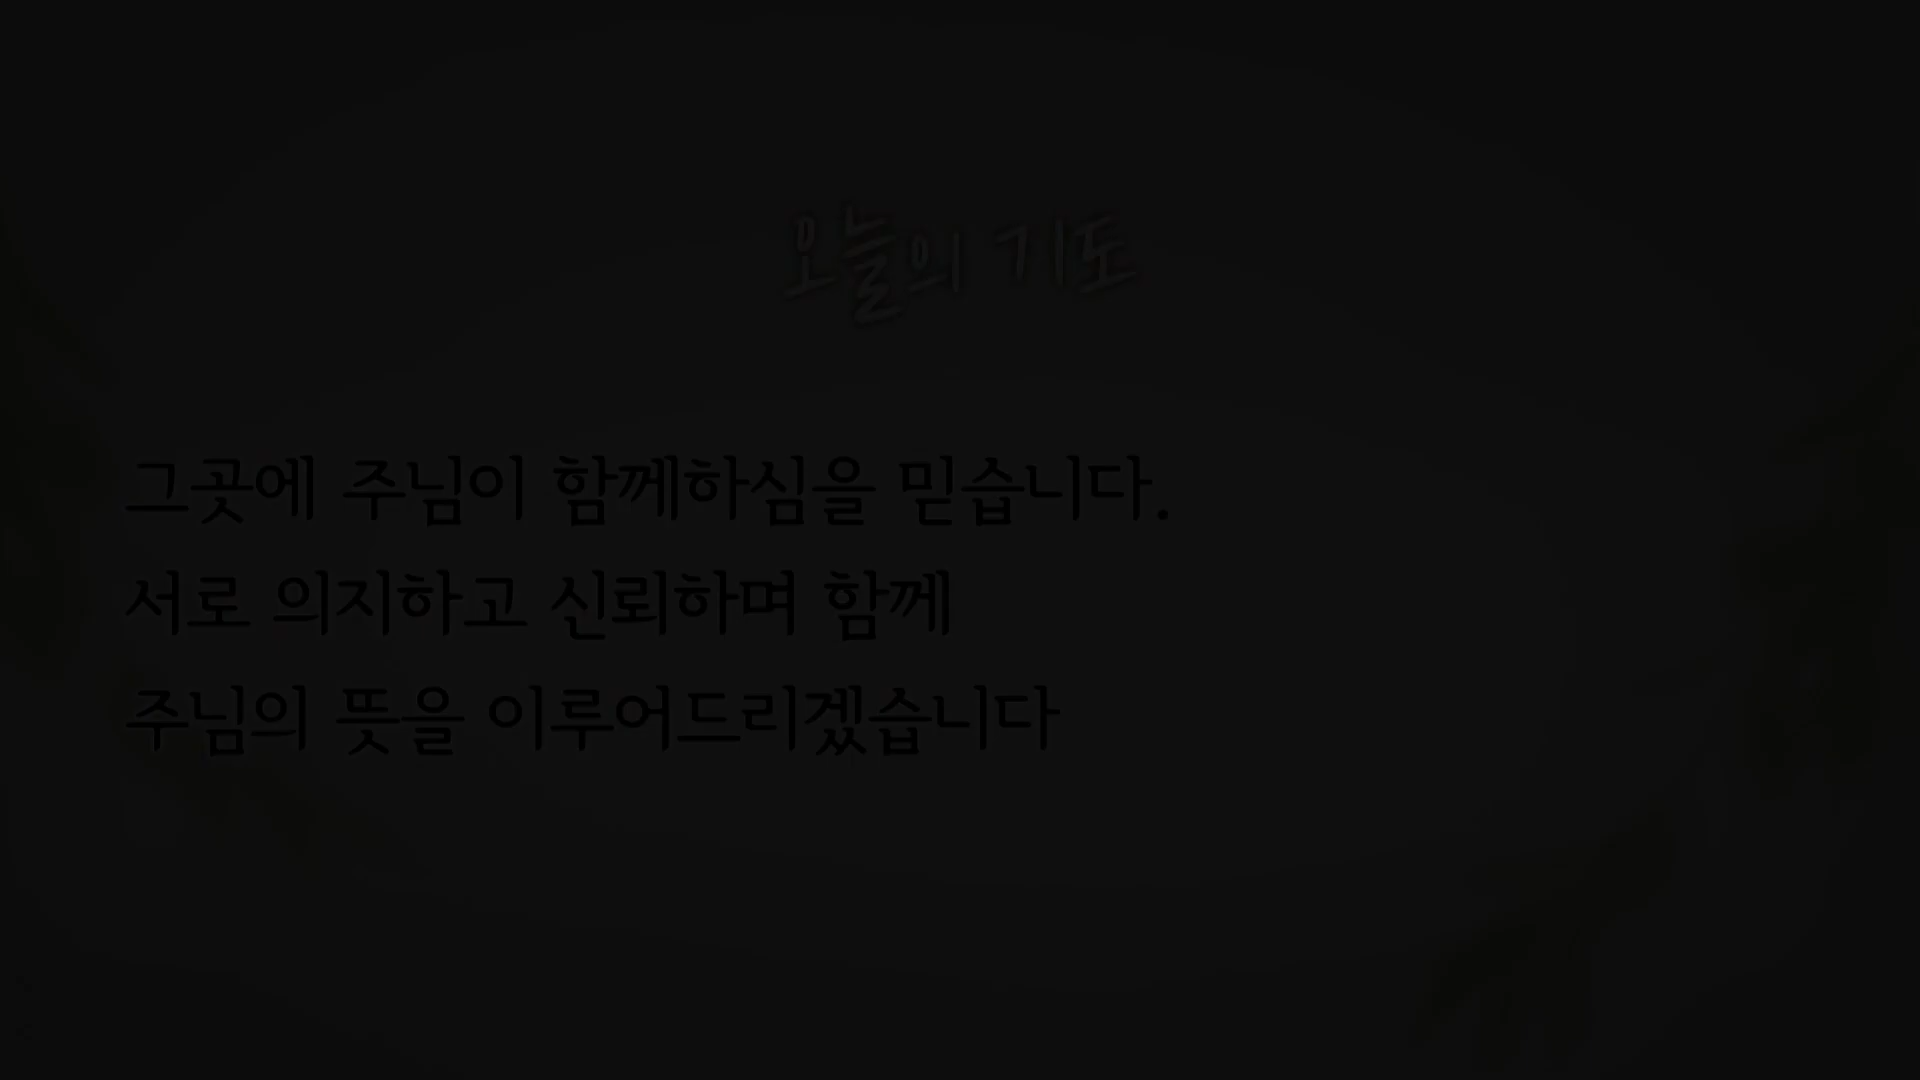 오늘의 기도
그곳에 주님이 함께하심을 믿습니다.
서로 의지하고 신뢰하며 함께
주님의 뜻을 이루어드리겠습니다